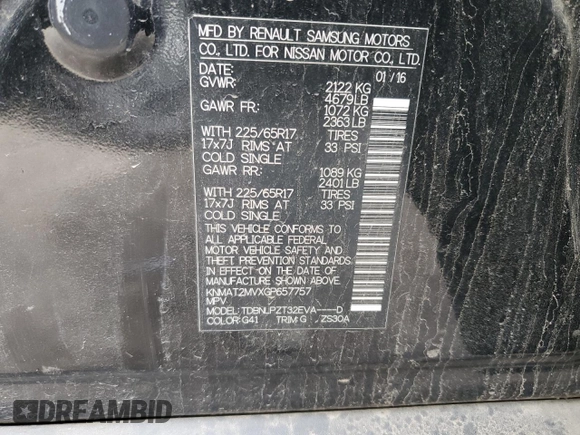 MFD BY RENAULT SAMSUNG MOTORS
CO., LTD. FOR NISSAN MOTOR CO., LTD.
DATE: 01/16
GVWR: 2122 KG
4679 LB
GAWR FR: 1072 KG
2363 LB
WITH 225/65R17 TIRES
17x7J RIMS AT 33 PSI
COLD SINGLE
GAWR RR: 1089 KG
2401 LB
WITH 225/65R17 TIRES
17x7J RIMS AT 33 PSI
COLD SINGLE
THIS VEHICLE CONFORMS TO
ALL APPLICABLE FEDERAL
MOTOR VEHICLE SAFETY AND
THEFT PREVENTION STANDARDS
IN EFFECT ON THE DATE OF
MANUFACTURE SHOWN ABOVE.
KNMAT2MVXGP657757
MPV
MODEL: TDBNLPZT32EVA----D
COLOR: G41 TRIM: G ZS30A
DREAMBID